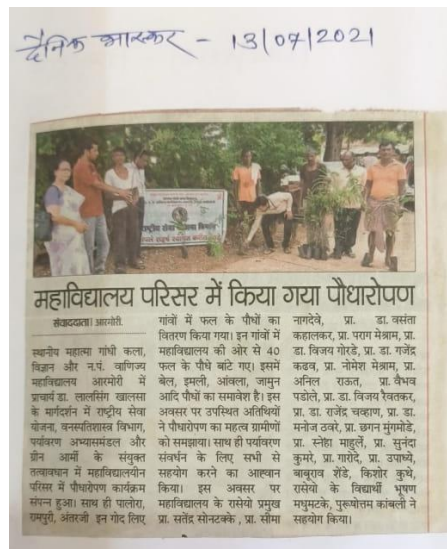 दैनिक भास्कर - 13/07/2021
राष्ट्रीय सेवा
महाविद्यालय परिसर में किया गया पौधारोपण
संवाददाता। आरमोरी.
स्थानीय महात्मा गांधी कला,
विज्ञान और न.पं. वाणिज्य
महाविद्यालय आरमोरी में
प्राचार्य डा. लालसिंग खालसा
के मार्गदर्शन में राष्ट्रीय सेवा
योजना, वनस्पतिशास्त्र विभाग,
पर्यावरण अभ्यासमंडल और
ग्रीन आर्मी के संयुक्त
तत्वावधान में महाविद्यालयीन
परिसर में पौधारोपण कार्यक्रम
संपन्न हुआ। साथ ही पालोरा,
रामपुरी, अंतरजी इन गोद लिए
गांवों में फल के पौधों का
वितरण किया गया। इन गांवों में
महाविद्यालय की ओर से 40
फल के पौधे बांटे गए। इसमें
बेल, इमली, आंवला, जामुन
आदि पौधों का समावेश है। इस
अवसर पर उपस्थित अतिथियों
ने पौधारोपण का महत्व ग्रामीणों
को समझाया। साथ ही पर्यावरण
संवर्धन के लिए सभी से
सहयोग करने का आह्वान
किया। इस अवसर पर
महाविद्यालय के रासेयो प्रमुख
प्रा. सतेंद्र सोनटक्के , प्रा. सीमा
नागदेवे, प्रा. डा. वसंता
कहालकर, प्रा. पराग मेश्राम, प्रा.
डा. विजय गोरडे, प्रा. डा. गजेंद्र
कढव, प्रा. नोमेश मेश्राम, प्रा.
अनिल राऊत, प्रा. वैभव
पडोले, प्रा. डा. विजय रैवतकर,
प्रा. डा. राजेंद्र चव्हाण, प्रा. डा.
मनोज ठवरे, प्रा. छगन मुंगमोडे,
प्रा. स्नेहा माहुर्ले, प्रा. सुनंदा
कुमरे, प्रा. गारोदे, प्रा. उपाध्ये,
बाबुराव शेंडे, किशोर कुथे,
रासेयो के विद्यार्थी भूषण
मधुमटके, पुरूषोत्तम कांबली ने
सहयोग किया।